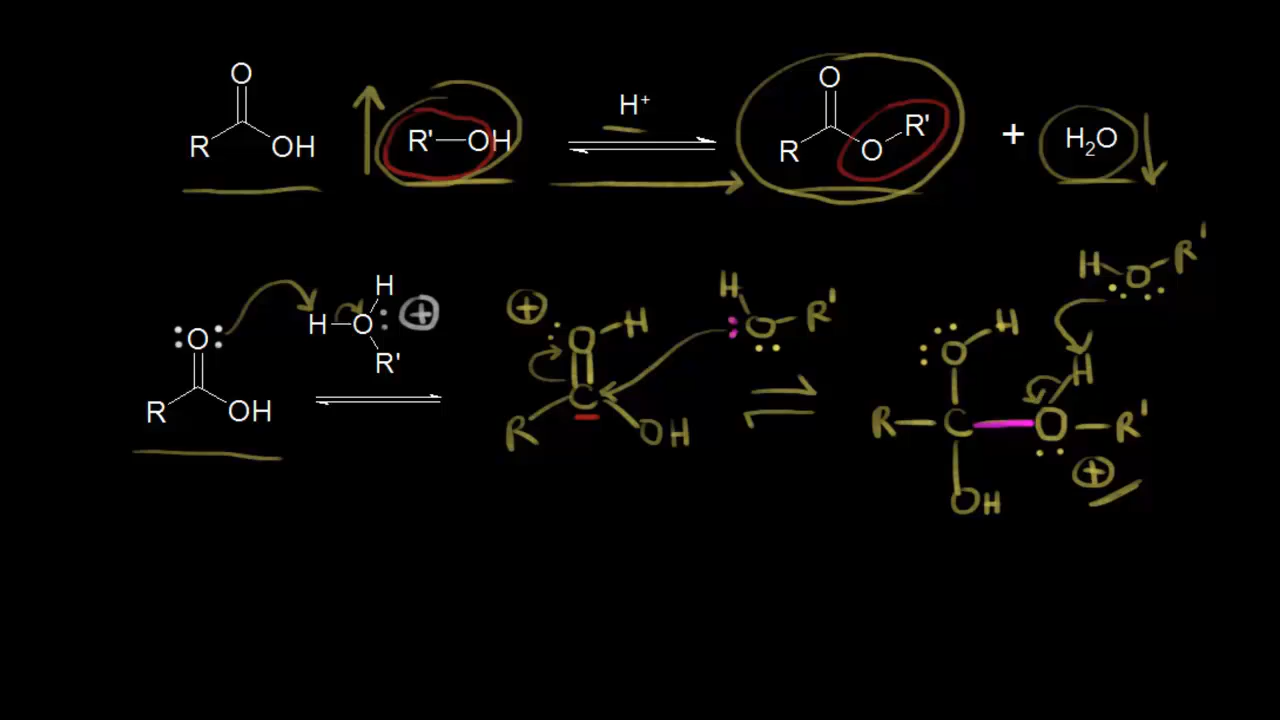 O
R OH
R'—OH
H⁺
O
R O R'
+ H₂O
:O:
R OH
H
H—O: ⊕
R'
⊕
O—H
C
R OH
H
:O—R'
H
:O
R—C—O—R'
OH
H
⊕
H—O—R'